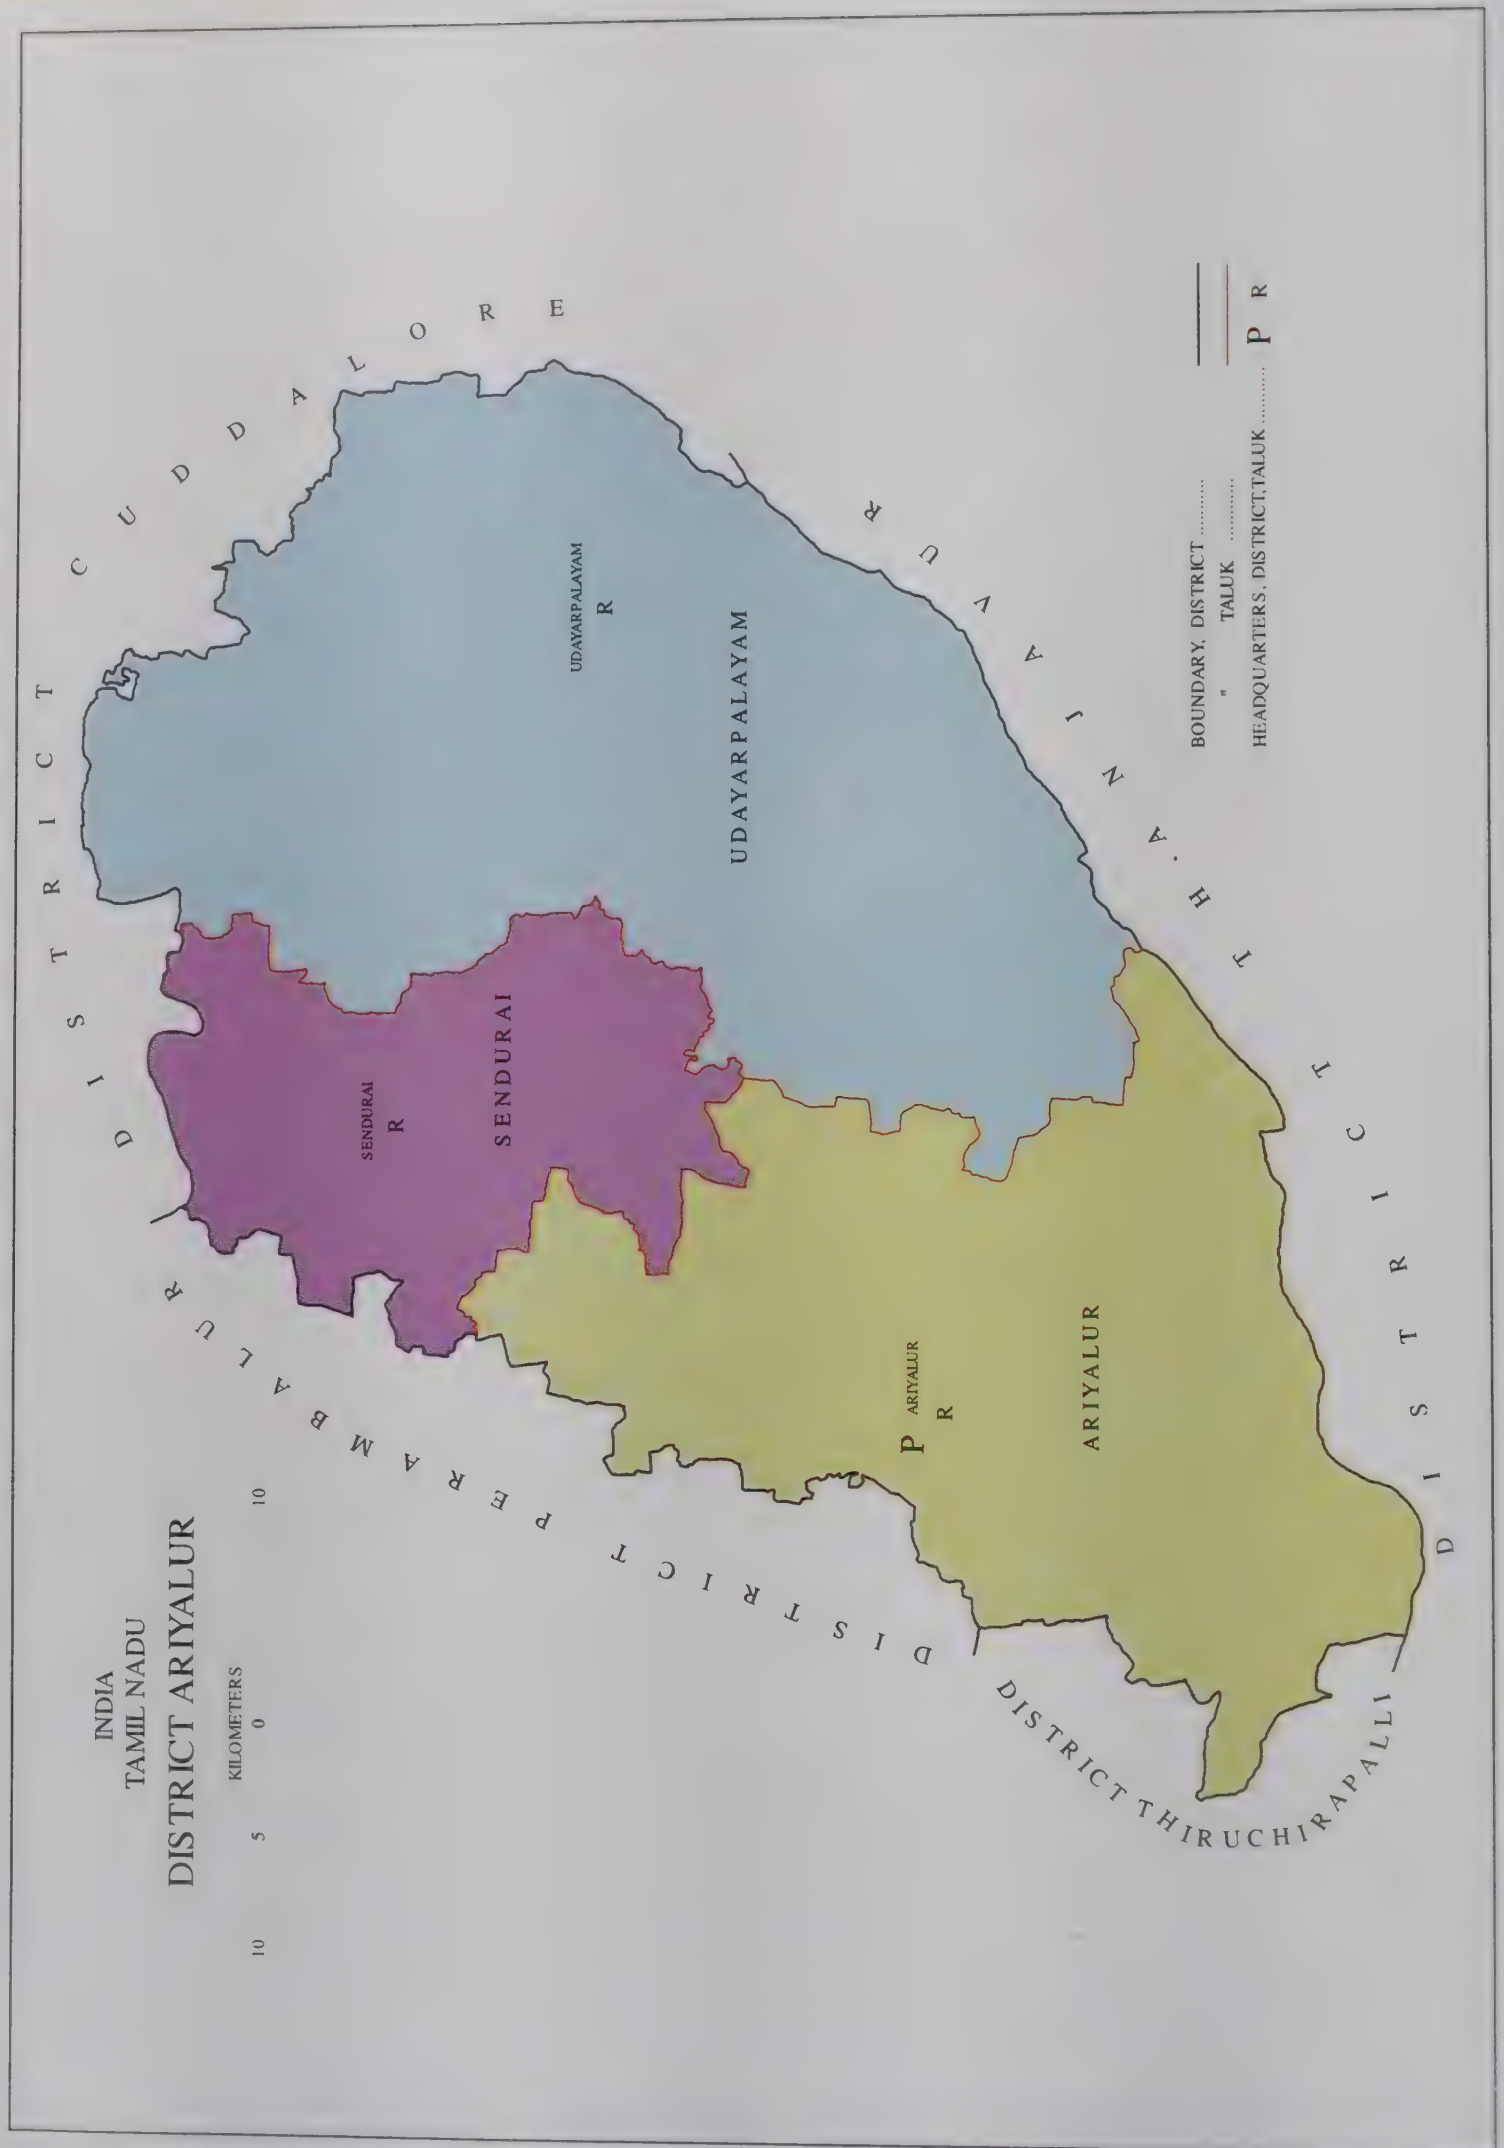 INDIA
TAMIL NADU
DISTRICT ARIYALUR
KILOMETERS
10 5 0 10
DISTRICT CUDDALORE
DISTRICT PERAMBALUR
DISTRICT THIRUCHIRAPALLI
THANJAVUR
DISTRICT
SENDURAI
R
SENDURAI
UDAYARPALAYAM
R
UDAYARPALAYAM
P ARIYALUR
R
ARIYALUR
BOUNDARY, DISTRICT ...........
" TALUK ............
HEADQUARTERS, DISTRICT,TALUK ........... P R